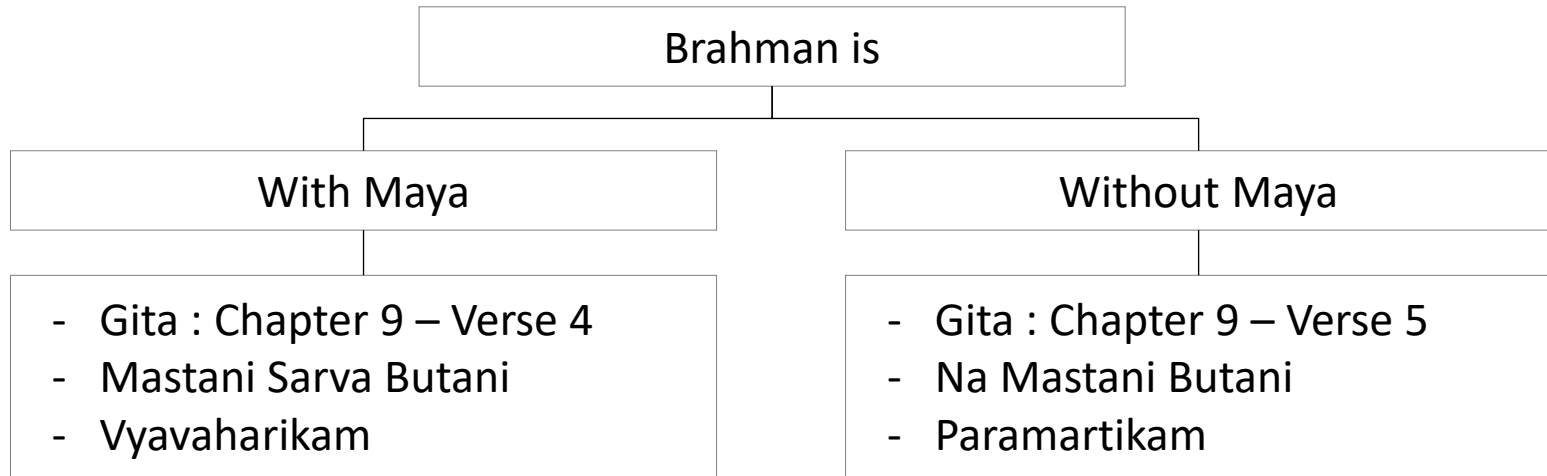 Brahman is
With Maya
Without Maya
- Gita : Chapter 9 – Verse 4
- Mastani Sarva Butani
- Vyavaharikam
- Gita : Chapter 9 – Verse 5
- Na Mastani Butani
- Paramartikam